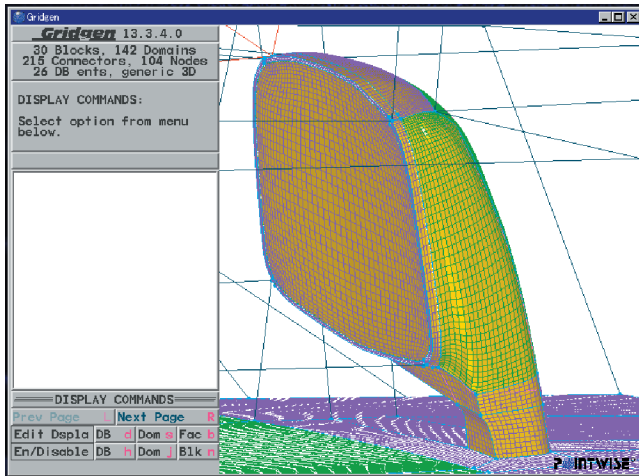 Gridgen
Gridgen 13.3.4.0
30 Blocks, 142 Domains
215 Connectors, 104 Nodes
26 DB ents, generic 3D
DISPLAY COMMANDS:
Select option from menu
below.
DISPLAY COMMANDS
Prev Page L Next Page R
Edit Dspla DB d Dom s Fac b
En/Disable DB h Dom j Blk n
POINTWISE